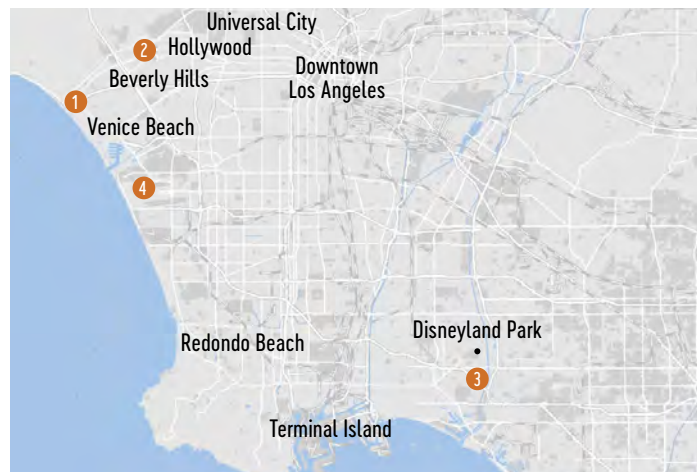 Universal City
2
Hollywood
Downtown
Los Angeles
Beverly Hills
1
Venice Beach
4
Redondo Beach
Disneyland Park
3
Terminal Island